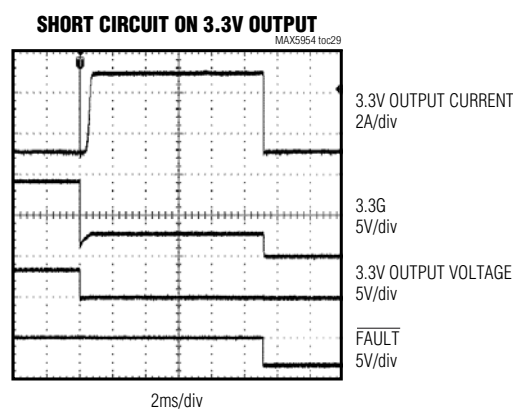 SHORT CIRCUIT ON 3.3V OUTPUT
MAX5954 toc29
3.3V OUTPUT CURRENT
2A/div
3.3G
5V/div
3.3V OUTPUT VOLTAGE
5V/div
FAULT
5V/div
2ms/div